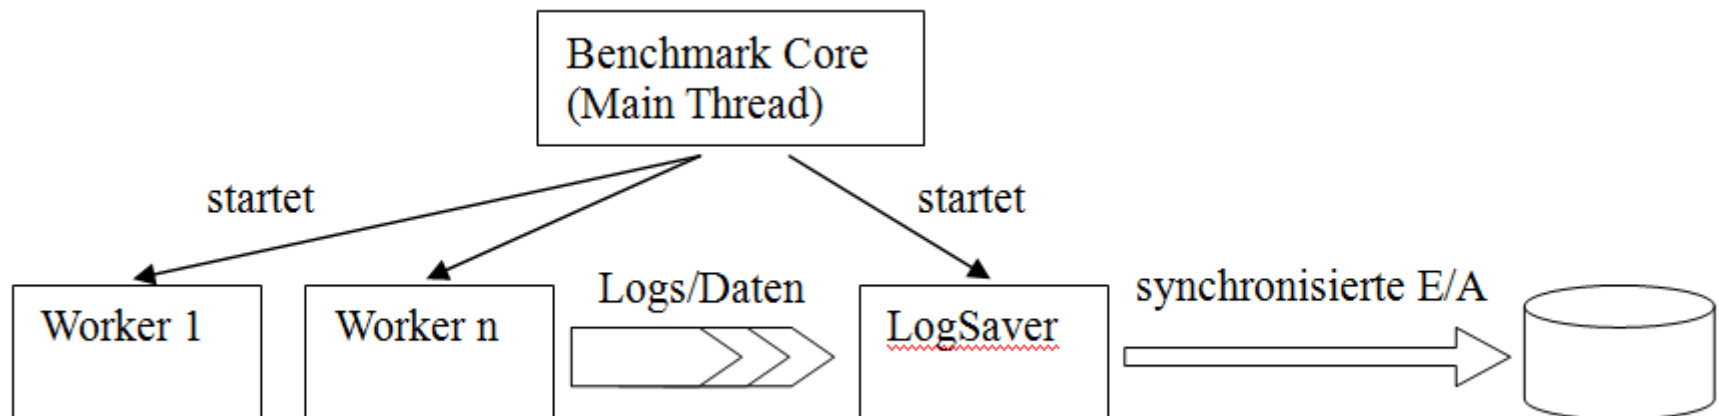 Benchmark Core
(Main Thread)
startet
startet
Logs/Daten
synchronisierte E/A
Worker 1
Worker n
LogSaver